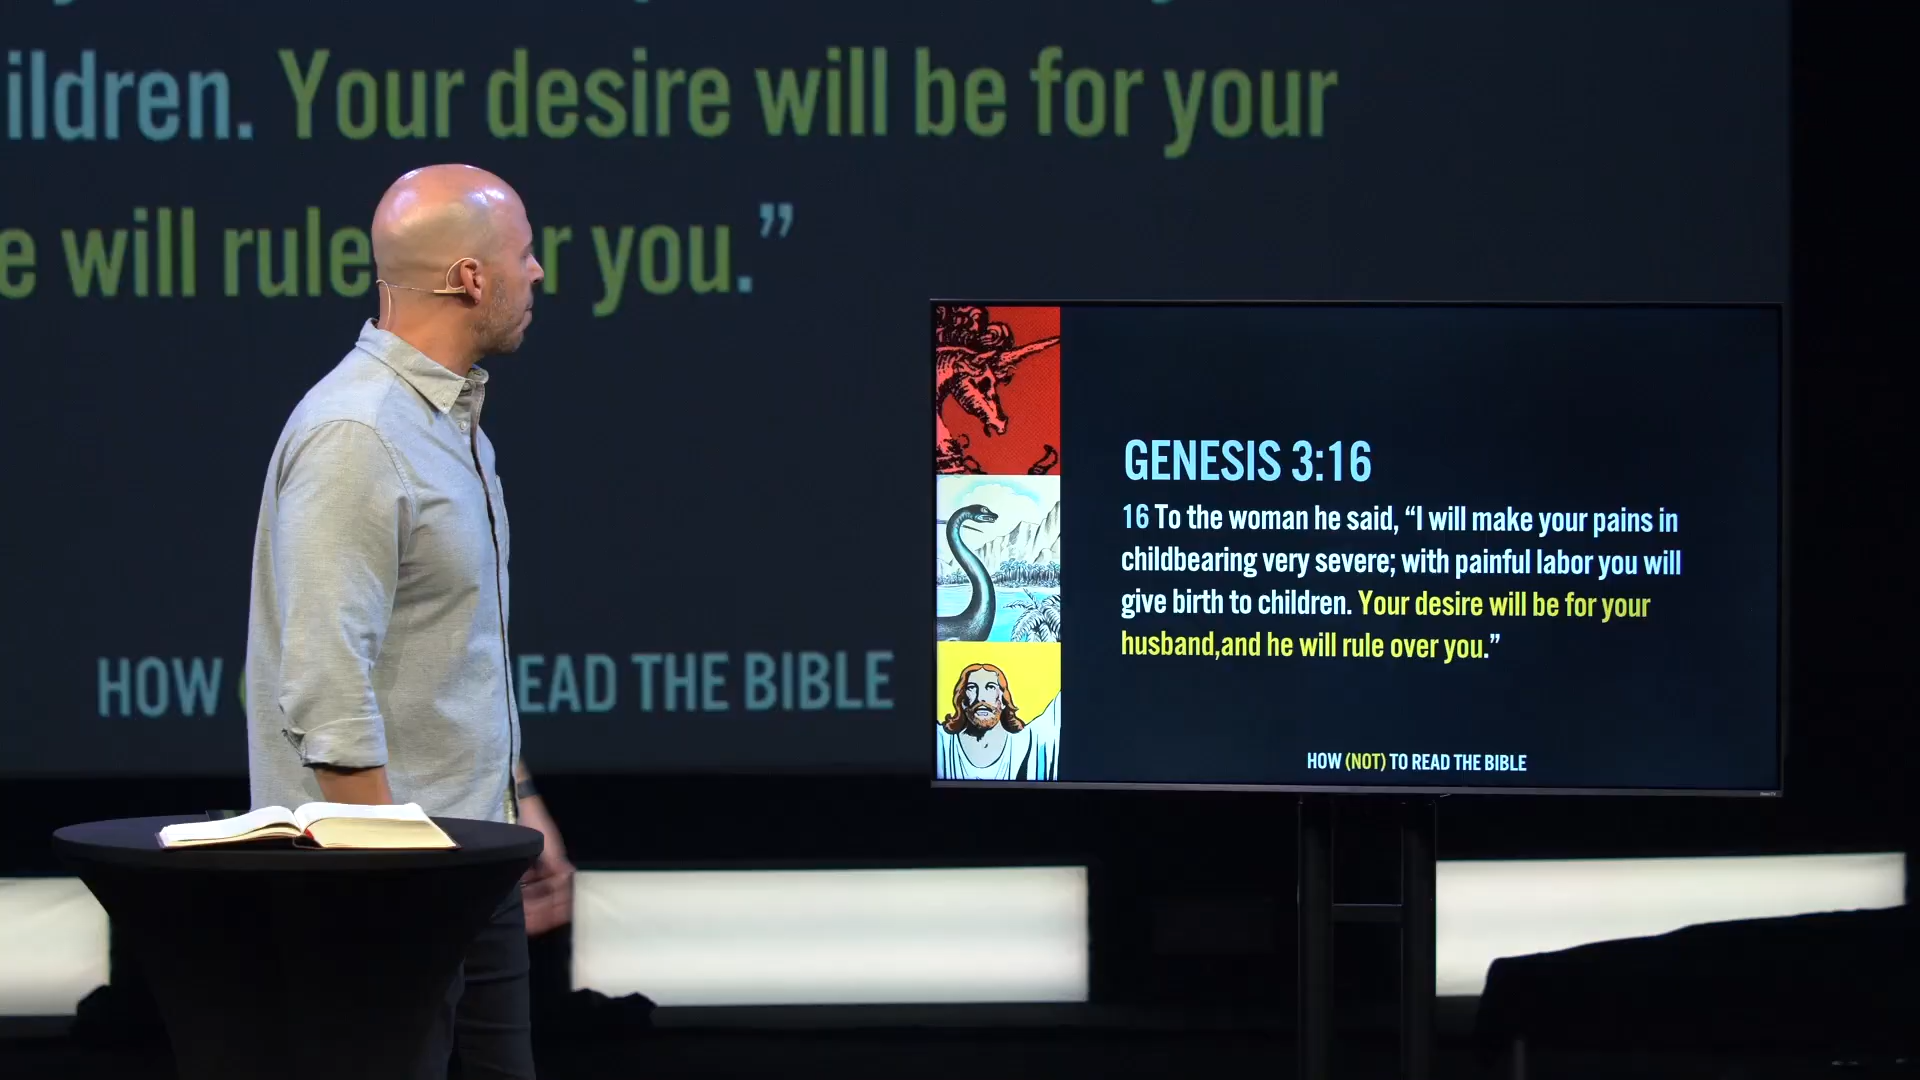 ildren. Your desire will be for your
e will rule r you.”
HOW EAD THE BIBLE
GENESIS 3:16
16 To the woman he said, “I will make your pains in
childbearing very severe; with painful labor you will
give birth to children. Your desire will be for your
husband,and he will rule over you.”
HOW (NOT) TO READ THE BIBLE